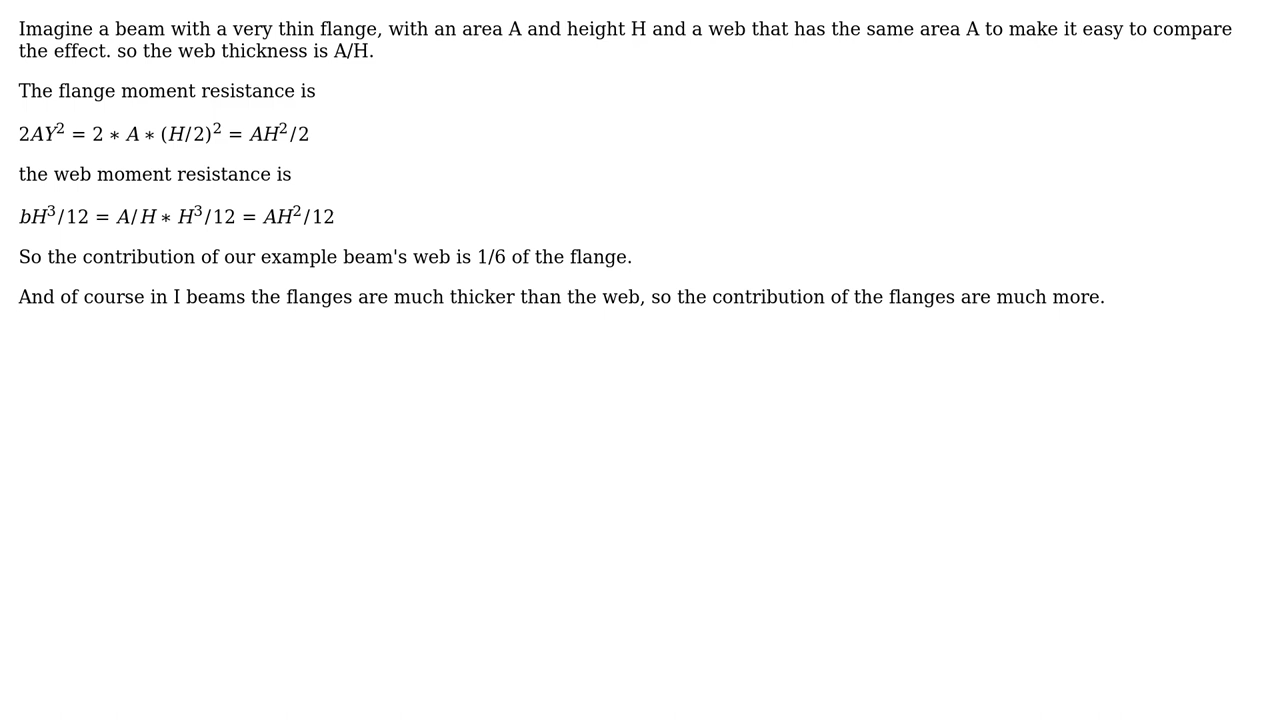 Imagine a beam with a very thin flange, with an area A and height H and a web that has the same area A to make it easy to compare
the effect. so the web thickness is A/H.
The flange moment resistance is
2AY² = 2 ∗ A ∗ (H/2)² = AH²/2
the web moment resistance is
bH³/12 = A/H ∗ H³/12 = AH²/12
So the contribution of our example beam's web is 1/6 of the flange.
And of course in I beams the flanges are much thicker than the web, so the contribution of the flanges are much more.